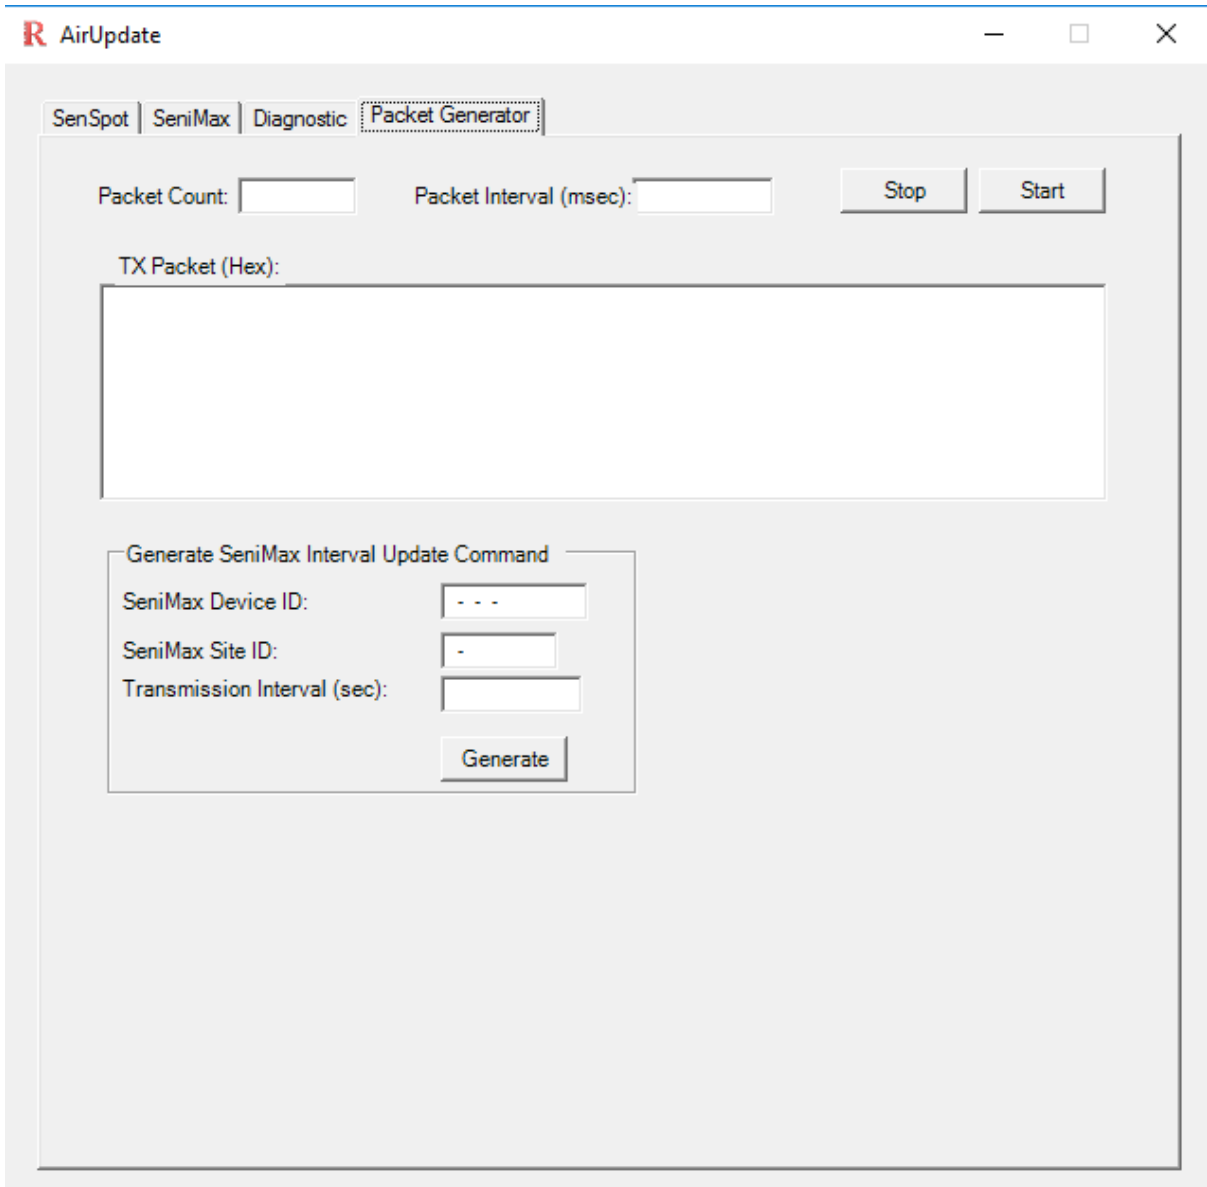 R AirUpdate
SenSpot SeniMax Diagnostic Packet Generator
Packet Count: Packet Interval (msec): Stop Start
TX Packet (Hex):
Generate SeniMax Interval Update Command
SeniMax Device ID: - - -
SeniMax Site ID: -
Transmission Interval (sec):
Generate